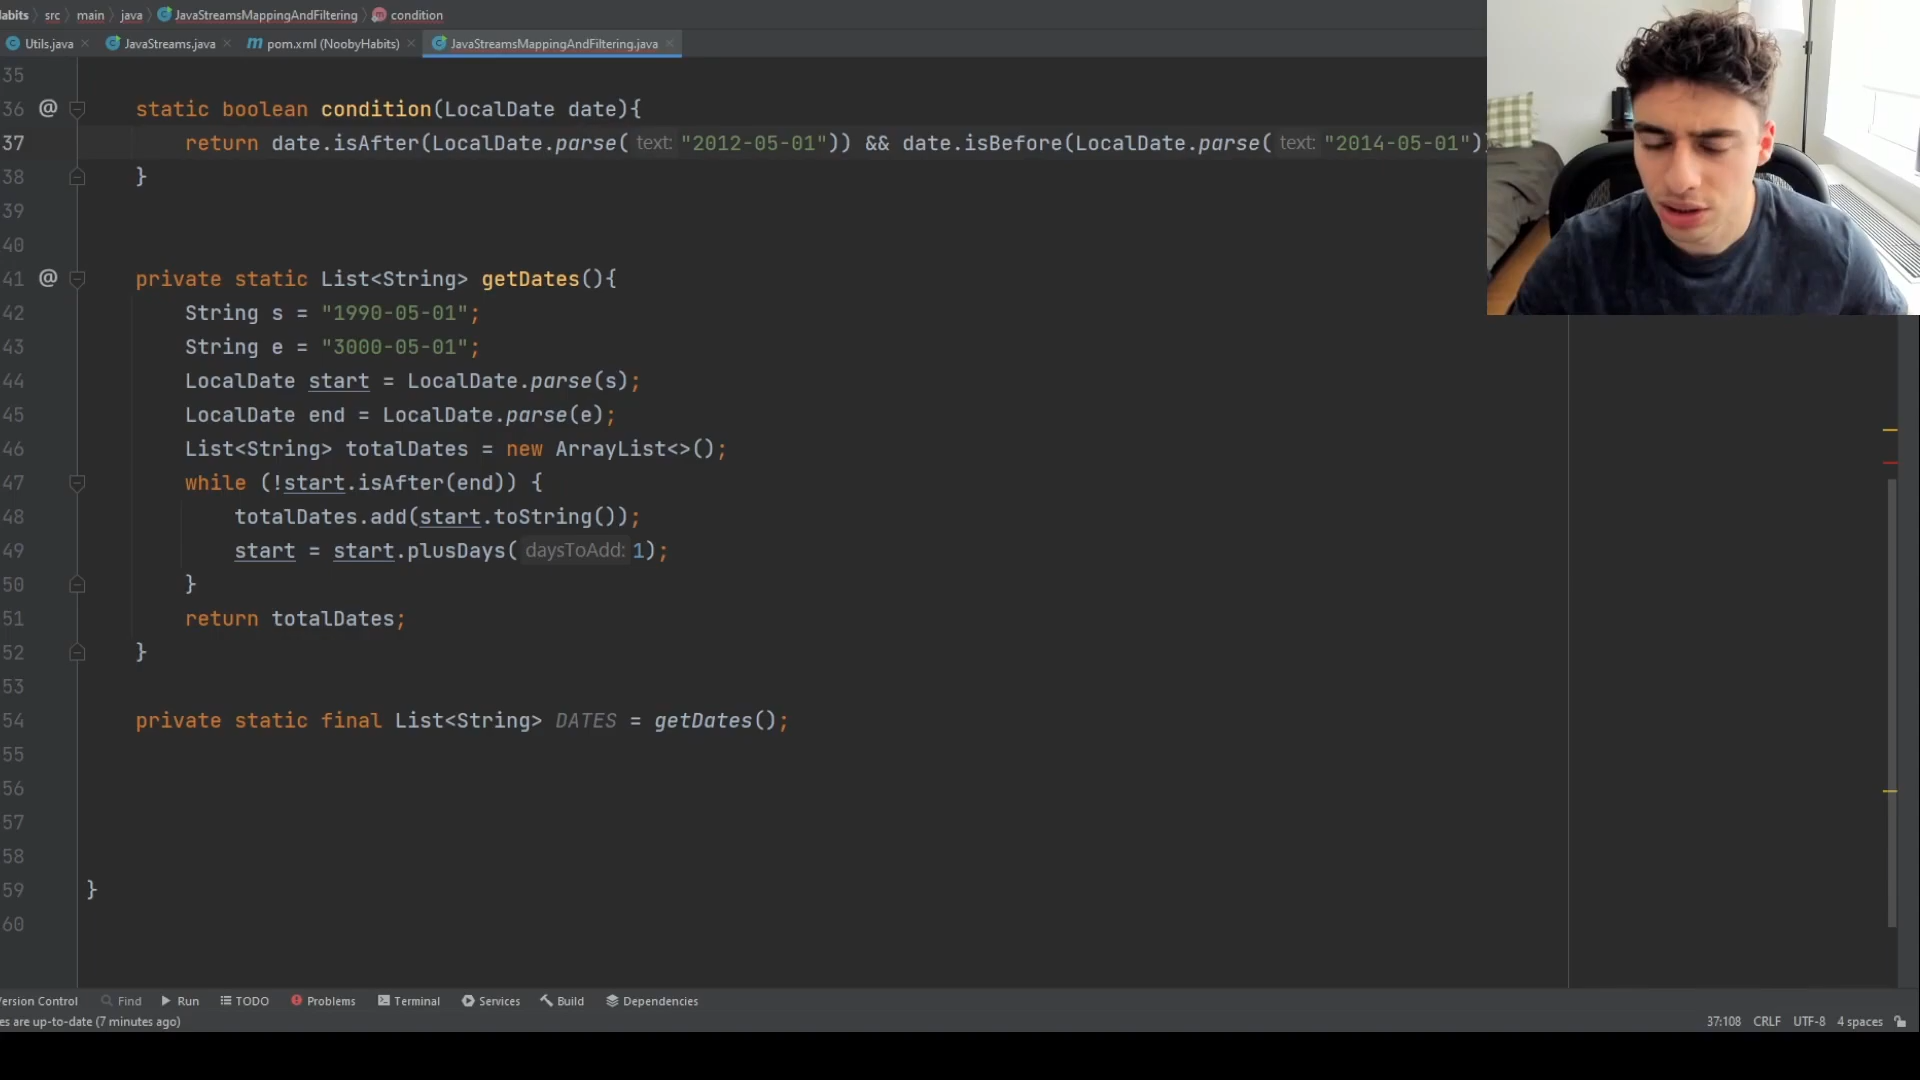 abits src main java JavaStreamsMappingAndFiltering condition
Utils.java JavaStreams.java pom.xml (NoobyHabits) JavaStreamsMappingAndFiltering.java
35
36 @ static boolean condition(LocalDate date){
37 return date.isAfter(LocalDate.parse( text: "2012-05-01")) && date.isBefore(LocalDate.parse( text: "2014-05-01")
38 }
39
40
41 @ private static List<String> getDates(){
42 String s = "1990-05-01";
43 String e = "3000-05-01";
44 LocalDate start = LocalDate.parse(s);
45 LocalDate end = LocalDate.parse(e);
46 List<String> totalDates = new ArrayList<>();
47 while (!start.isAfter(end)) {
48 totalDates.add(start.toString());
49 start = start.plusDays( daysToAdd: 1);
50 }
51 return totalDates;
52 }
53
54 private static final List<String> DATES = getDates();
55
56
57
58
59 }
60
ersion Control Find Run TODO Problems Terminal Services Build Dependencies
es are up-to-date (7 minutes ago) 37:108 CRLF UTF-8 4 spaces